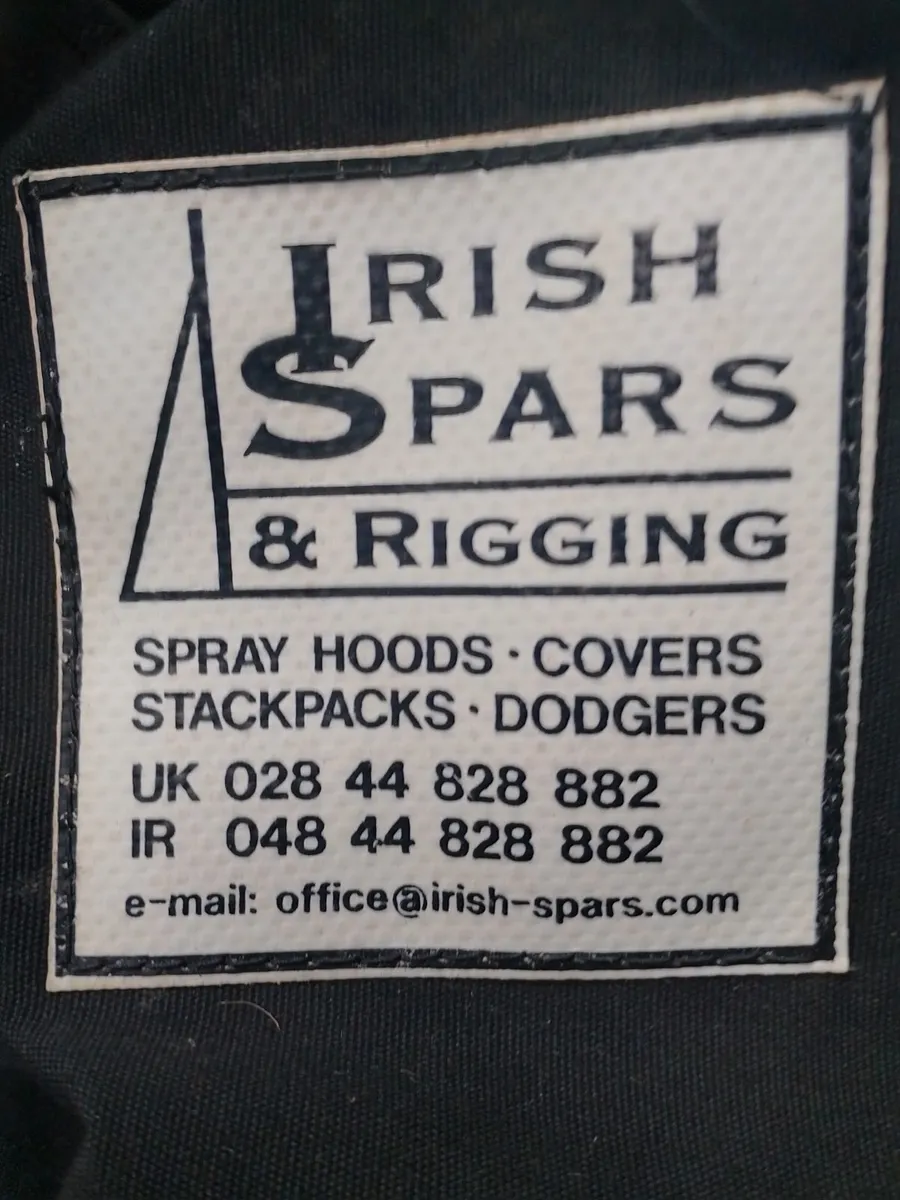 IRISH
SPARS
& RIGGING
SPRAY HOODS · COVERS
STACKPACKS · DODGERS
UK 028 44 828 882
IR 048 44 828 882
e-mail: office@irish-spars.com